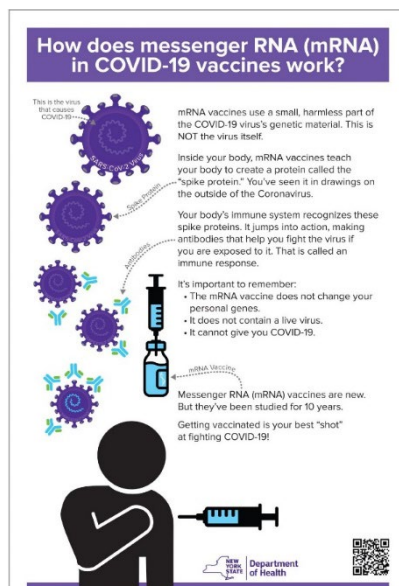 How does messenger RNA (mRNA)
in COVID-19 vaccines work?
This is the virus
that causes
COVID-19
SARS-CoV-2 Virus
mRNA vaccines use a small, harmless part of
the COVID-19 virus's genetic material. This is
NOT the virus itself.
Inside your body, mRNA vaccines teach
your body to create a protein called the
"spike protein." You've seen it in drawings on
the outside of the Coronavirus.
Spike Protein
Your body's immune system recognizes these
spike proteins. It jumps into action, making
antibodies that help you fight the virus if
you are exposed to it. That is called an
immune response.
Antibodies
It's important to remember:
• The mRNA vaccine does not change your
personal genes.
• It does not contain a live virus.
• It cannot give you COVID-19.
mRNA Vaccine
Messenger RNA (mRNA) vaccines are new.
But they've been studied for 10 years.
Getting vaccinated is your best "shot"
at fighting COVID-19!
NEW
YORK
STATE
Department
of Health